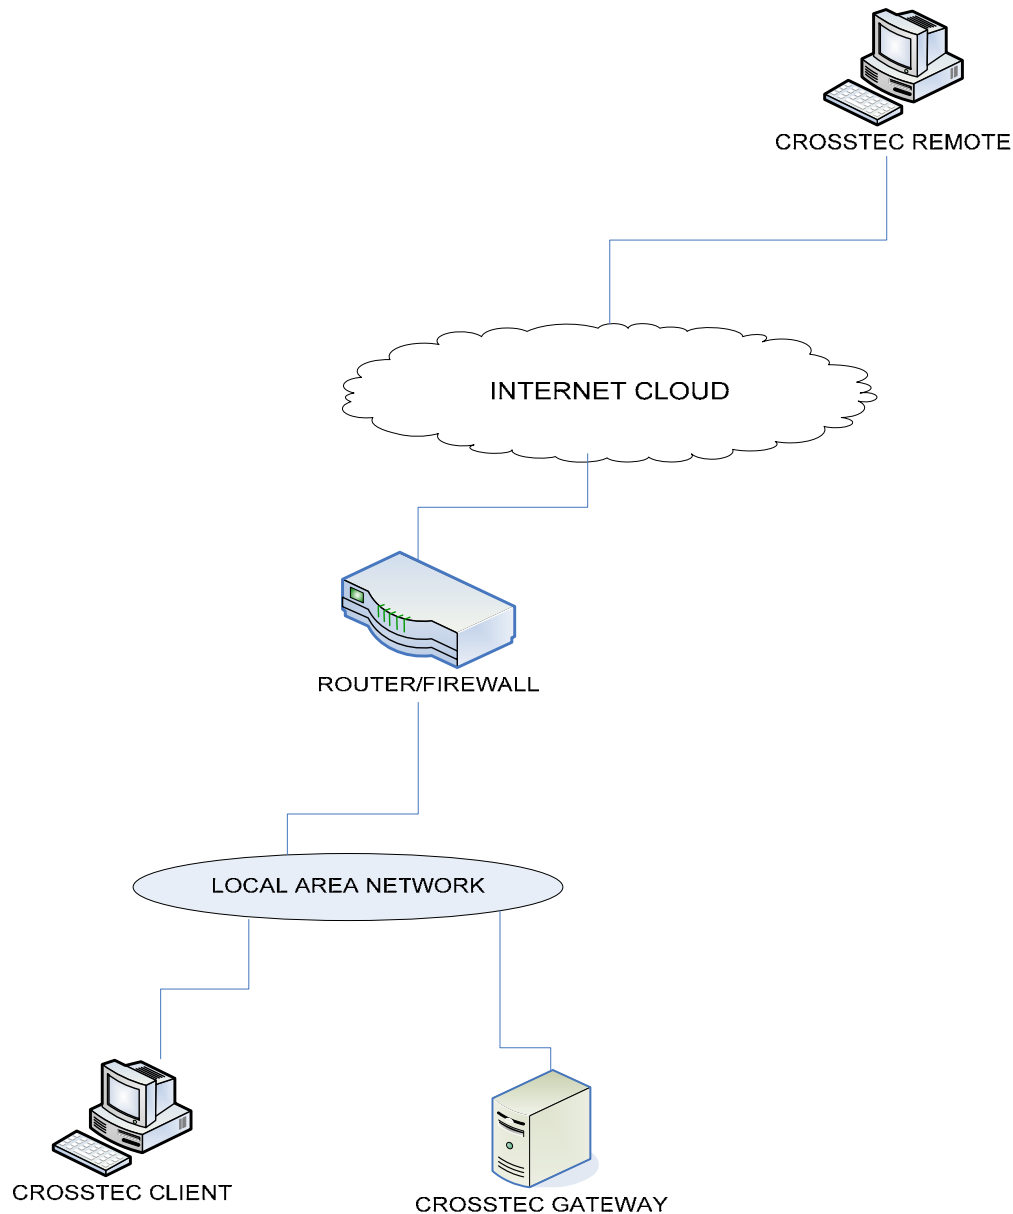 CROSSTEC REMOTE
INTERNET CLOUD
ROUTER/FIREWALL
LOCAL AREA NETWORK
CROSSTEC CLIENT
CROSSTEC GATEWAY